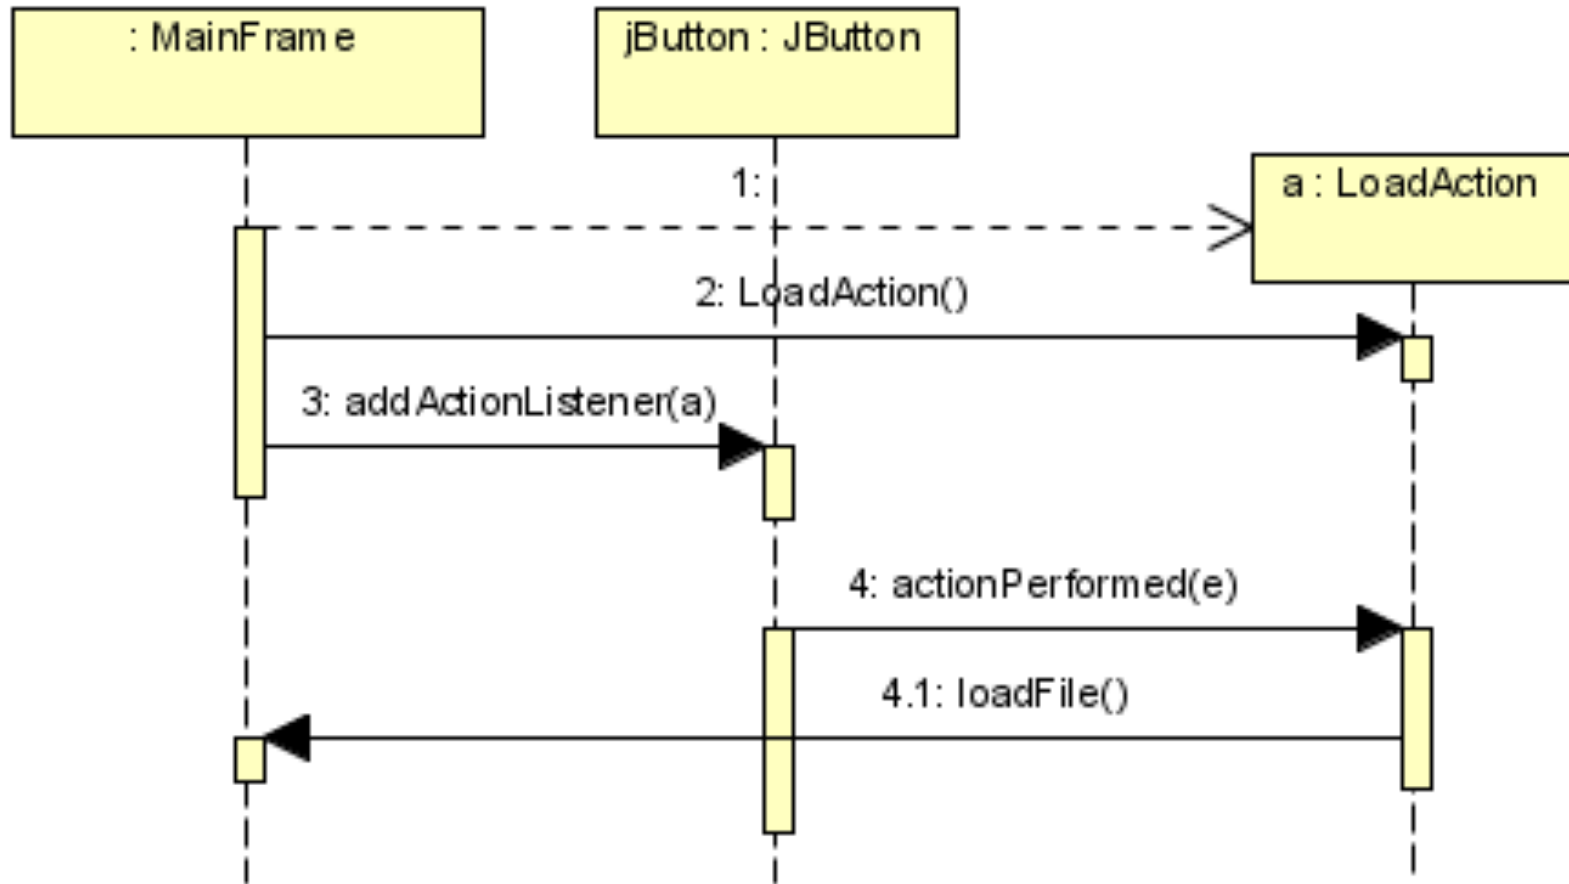 : MainFrame
jButton : JButton
a : LoadAction
1:
2: LoadAction()
3: addActionListener(a)
4: actionPerformed(e)
4.1: loadFile()